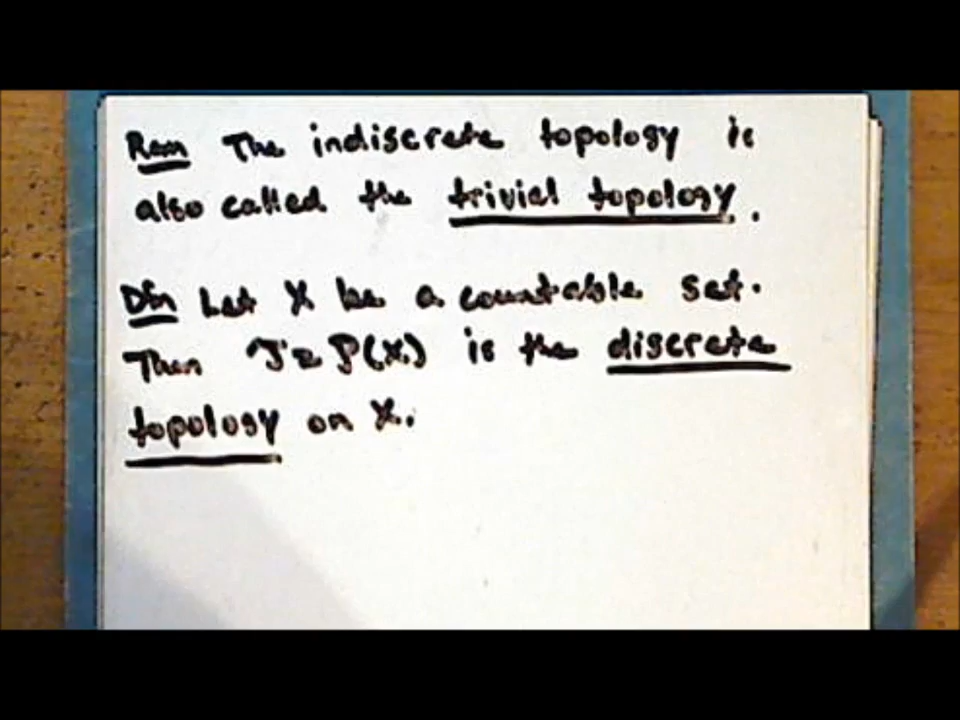 Rem The indiscrete topology is
also called the trivial topology.
Dfn Let X be a countable set.
Then 𝒯 = 𝒫(X) is the discrete
topology on X.